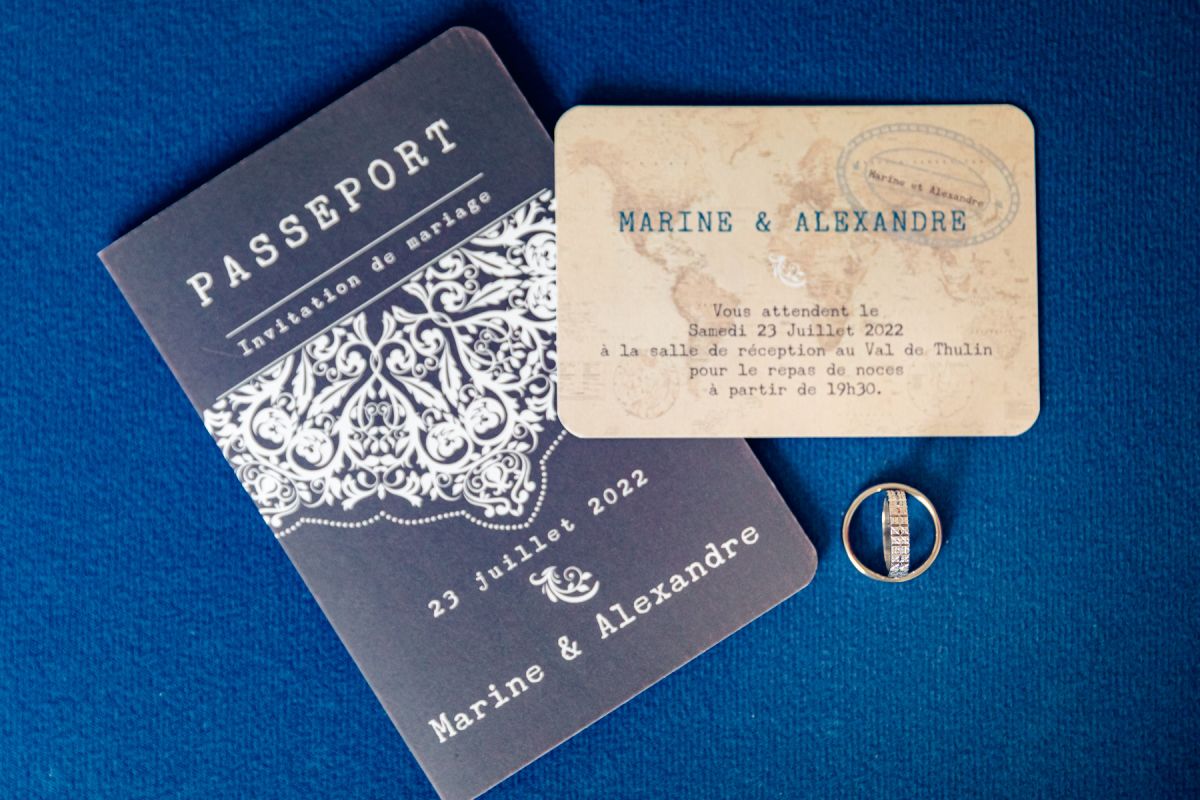 PASSEPORT
Invitation de mariage
23 juillet 2022
Marine & Alexandre
Marine et Alexandre
MARINE & ALEXANDRE
Vous attendent le
Samedi 23 Juillet 2022
à la salle de réception au Val de Thulin
pour le repas de noces
à partir de 19h30.